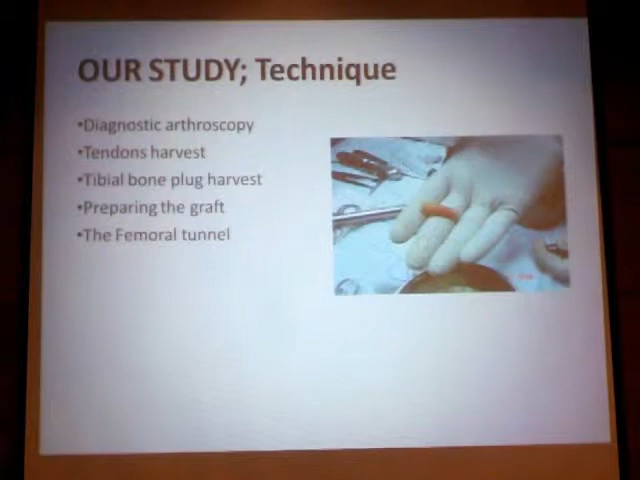 OUR STUDY; Technique
•Diagnostic arthroscopy
•Tendons harvest
•Tibial bone plug harvest
•Preparing the graft
•The Femoral tunnel